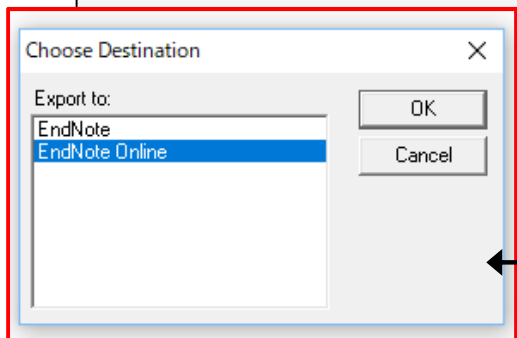 Choose Destination
Export to:
OK
EndNote
EndNote Online
Cancel